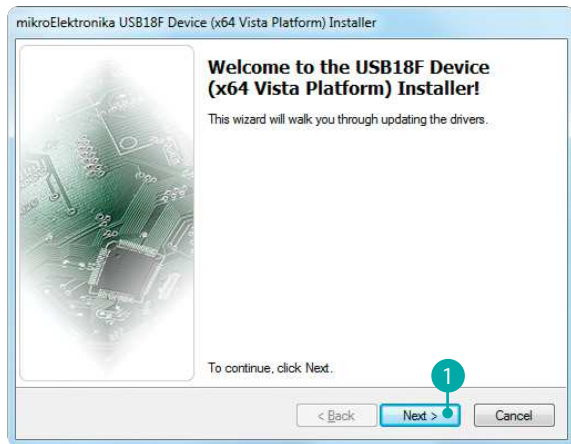 mikroElektronika USB18F Device (x64 Vista Platform) Installer
Welcome to the USB18F Device
(x64 Vista Platform) Installer!
This wizard will walk you through updating the drivers.
To continue, click Next.
1
< Back Next > Cancel